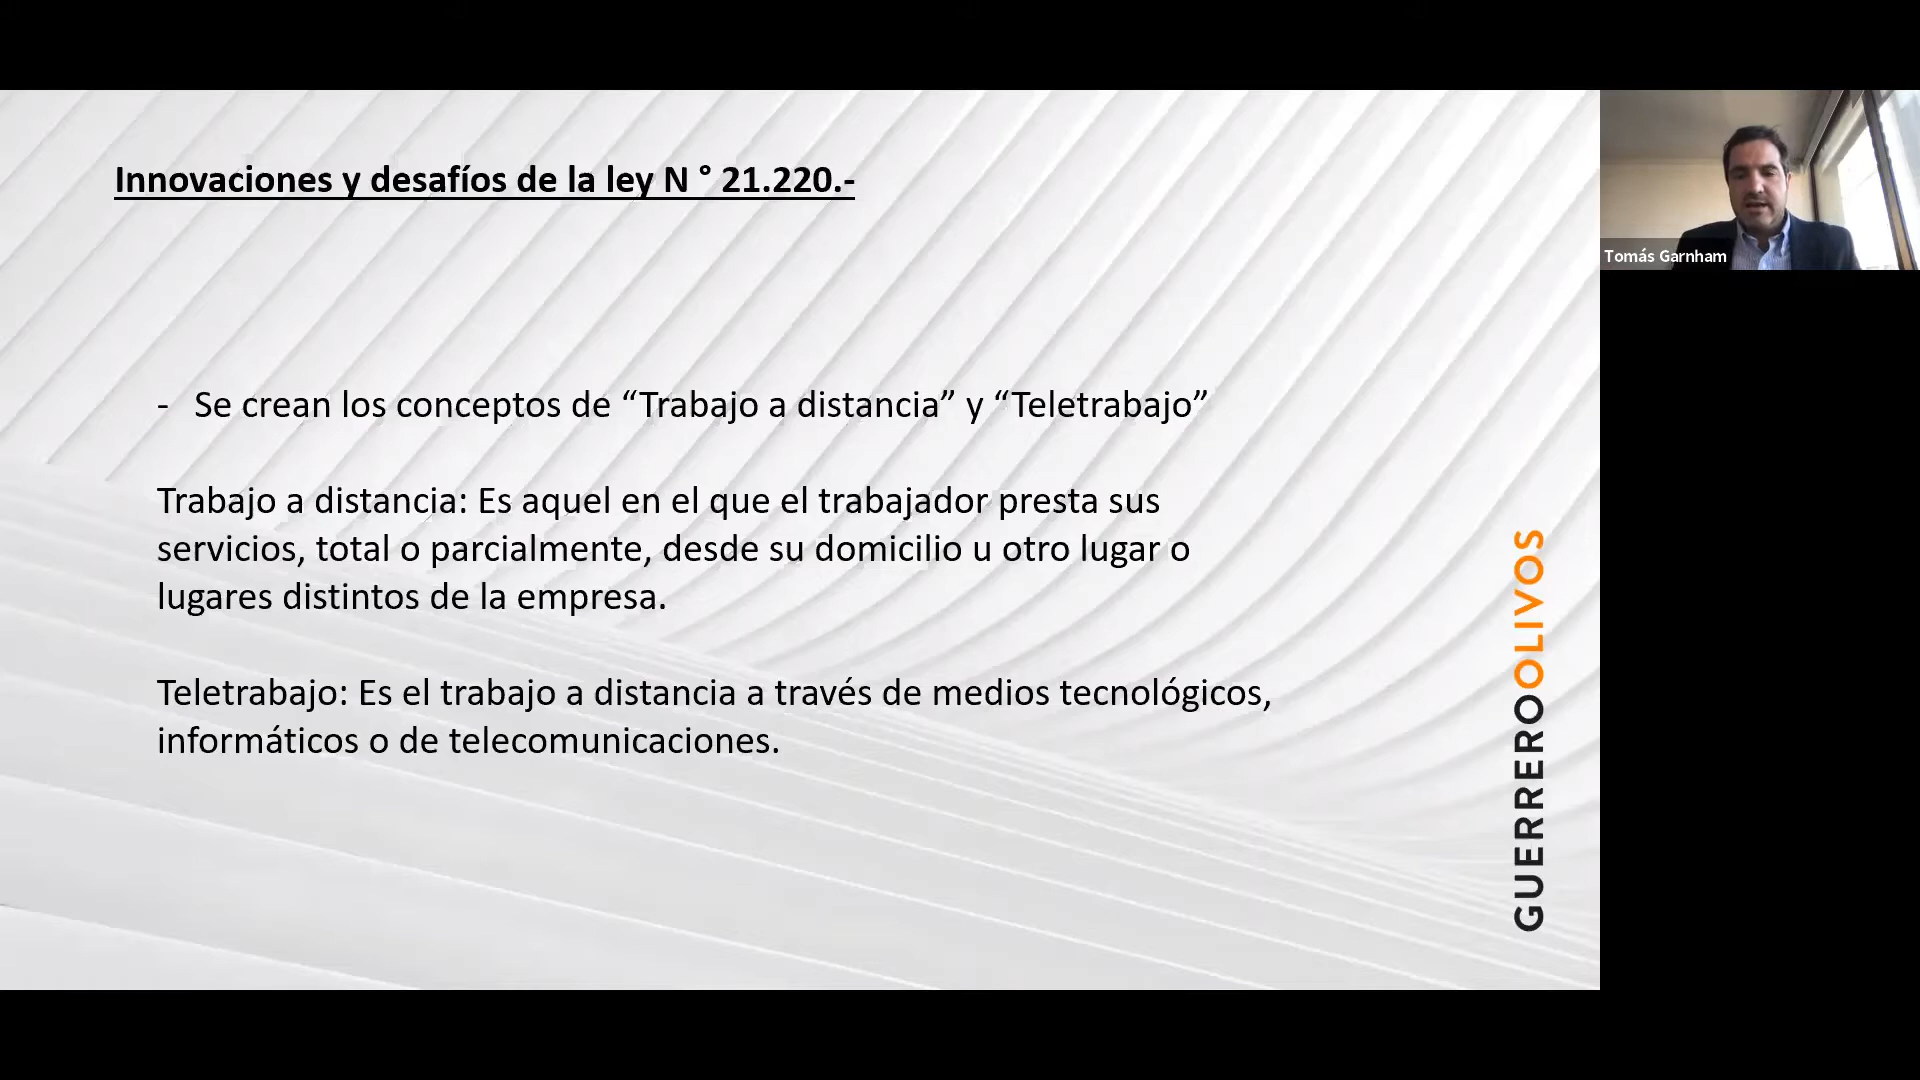 Innovaciones y desafíos de la ley N ° 21.220.-
Tomás Garnham
- Se crean los conceptos de “Trabajo a distancia” y “Teletrabajo”
Trabajo a distancia: Es aquel en el que el trabajador presta sus
servicios, total o parcialmente, desde su domicilio u otro lugar o
lugares distintos de la empresa.
Teletrabajo: Es el trabajo a distancia a través de medios tecnológicos,
informáticos o de telecomunicaciones.
GUERREROOLIVOS